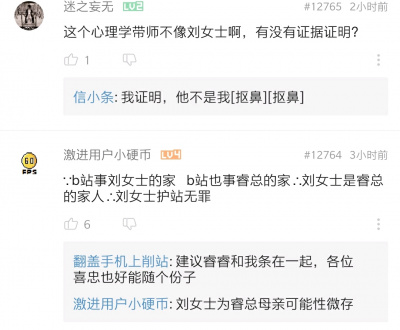 迷之妄无 LV2 #12765 2小时前
这个心理学带师不像刘女士啊，有没有证据证明？
1
信小条: 我证明，他不是我[抠鼻][抠鼻]
激进用户小硬币 LV4 #12764 3小时前
60
FPS
∵b站事刘女士的家 b站也事睿总的家∴刘女士是睿总
的家人∴刘女士护站无罪
6
翻盖手机上削站: 建议睿睿和我条在一起，各位
喜忠也好能随个份子
激进用户小硬币: 刘女士为睿总母亲可能性微存